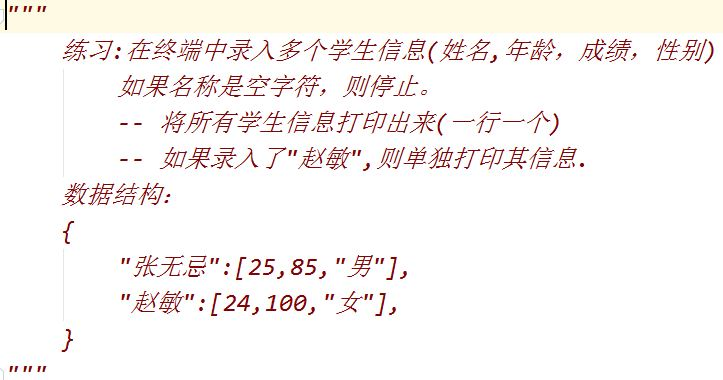 """
练习:在终端中录入多个学生信息(姓名,年龄，成绩，性别)
如果名称是空字符，则停止。
-- 将所有学生信息打印出来(一行一个)
-- 如果录入了"赵敏",则单独打印其信息.
数据结构：
{
"张无忌":[25,85,"男"],
"赵敏":[24,100,"女"],
}
"""